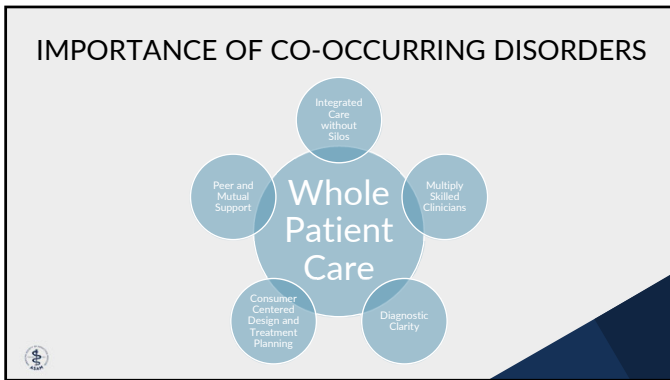 IMPORTANCE OF CO-OCCURRING DISORDERS
Integrated
Care
without
Silos
Peer and
Mutual
Support
Whole
Patient
Care
Multiply
Skilled
Clinicians
Consumer
Centered
Design and
Treatment
Planning
Diagnostic
Clarity
ASAM